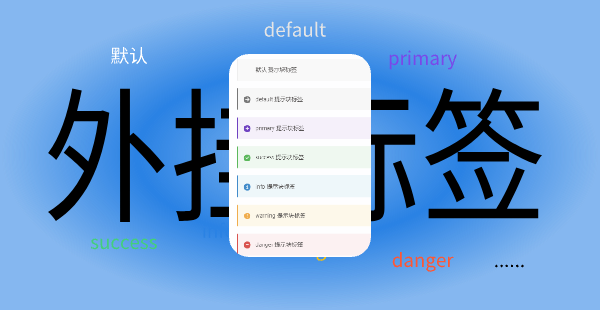 default
默认
primary
外挂标签
默认 提示块标签
default 提示块标签
primary 提示块标签
success 提示块标签
info 提示块标签
warning 提示块标签
danger 提示块标签
success
danger
......